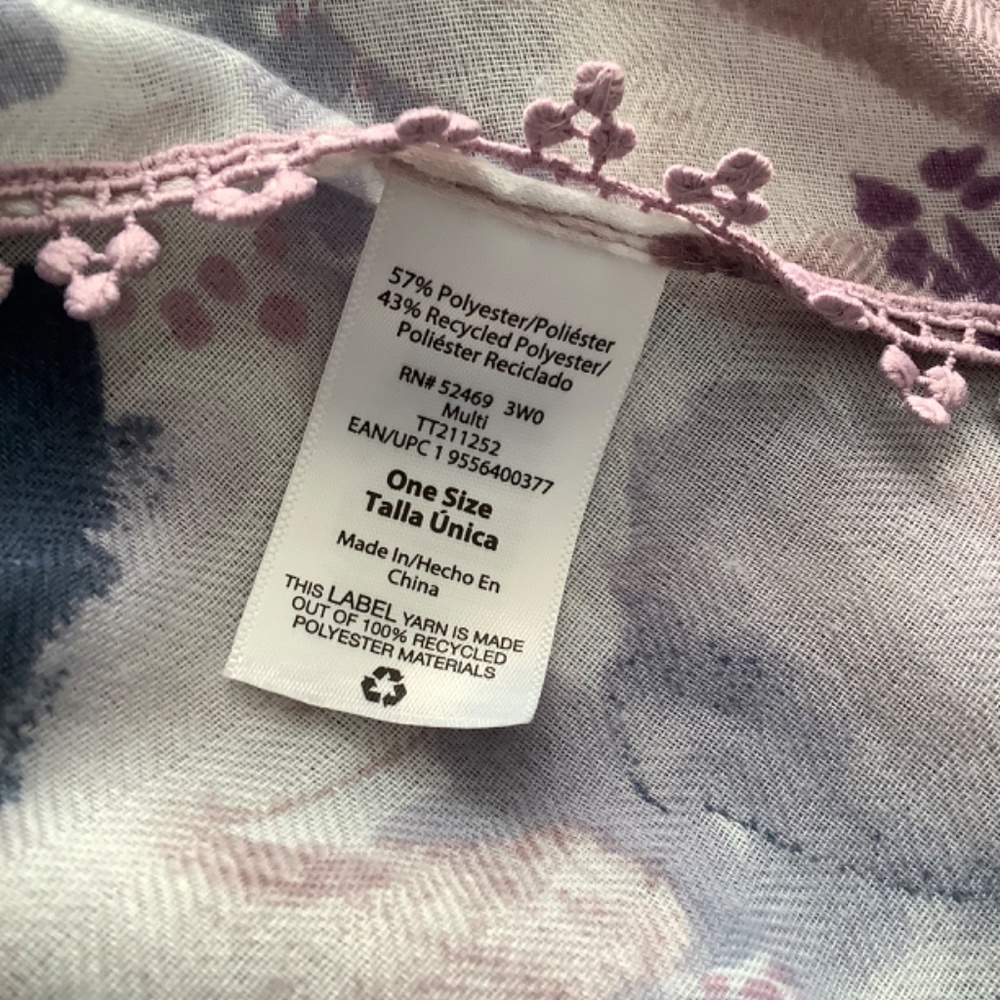 57% Polyester/Poliéster
43% Recycled Polyester/
Poliéster Reciclado
RN# 52469 3W0
Multi
TT211252
EAN/UPC 1 9556400377
One Size
Talla Única
Made In/Hecho En
China
THIS LABEL YARN IS MADE
OUT OF 100% RECYCLED
POLYESTER MATERIALS